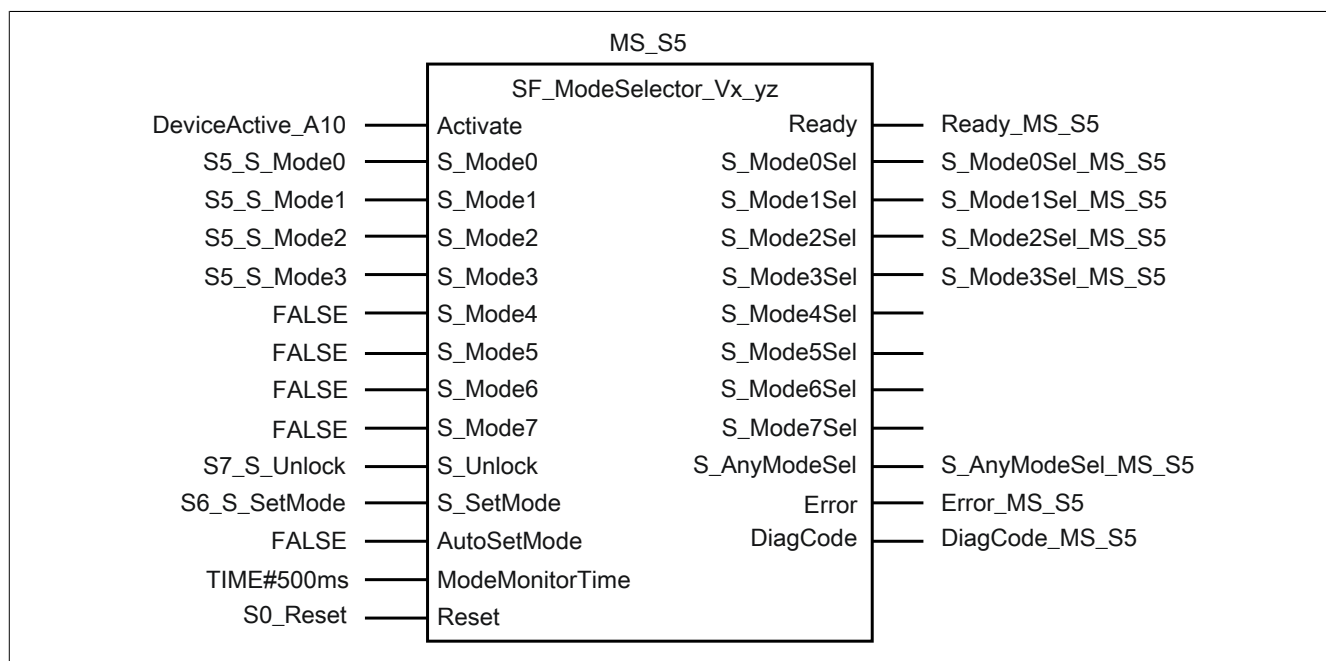 MS_S5
SF_ModeSelector_Vx_yz
DeviceActive_A10 Activate Ready Ready_MS_S5
S5_S_Mode0 S_Mode0 S_Mode0Sel S_Mode0Sel_MS_S5
S5_S_Mode1 S_Mode1 S_Mode1Sel S_Mode1Sel_MS_S5
S5_S_Mode2 S_Mode2 S_Mode2Sel S_Mode2Sel_MS_S5
S5_S_Mode3 S_Mode3 S_Mode3Sel S_Mode3Sel_MS_S5
FALSE S_Mode4 S_Mode4Sel
FALSE S_Mode5 S_Mode5Sel
FALSE S_Mode6 S_Mode6Sel
FALSE S_Mode7 S_Mode7Sel
S7_S_Unlock S_Unlock S_AnyModeSel S_AnyModeSel_MS_S5
S6_S_SetMode S_SetMode Error Error_MS_S5
FALSE AutoSetMode DiagCode DiagCode_MS_S5
TIME#500ms ModeMonitorTime
S0_Reset Reset